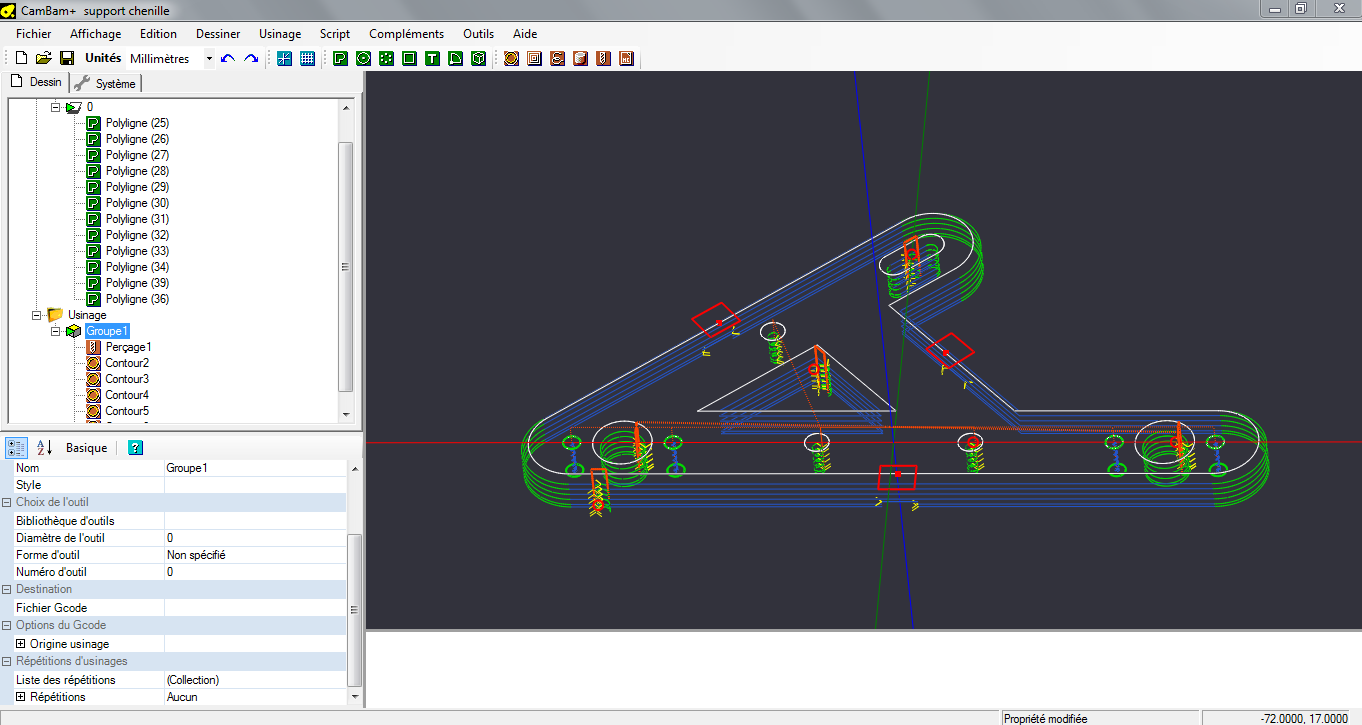 CamBam+ support chenille
Fichier Affichage Edition Dessiner Usinage Script Compléments Outils Aide
Unités Millimètres
Dessin Système
0
Polyligne (25)
Polyligne (26)
Polyligne (27)
Polyligne (28)
Polyligne (29)
Polyligne (30)
Polyligne (31)
Polyligne (32)
Polyligne (33)
Polyligne (34)
Polyligne (39)
Polyligne (36)
Usinage
Groupe1
Perçage1
Contour2
Contour3
Contour4
Contour5
Basique
Nom Groupe1
Style
Choix de l'outil
Bibliothèque d'outils
Diamètre de l'outil 0
Forme d'outil Non spécifié
Numéro d'outil 0
Destination
Fichier Gcode
Options du Gcode
Origine usinage
Répétitions d'usinages
Liste des répétitions (Collection)
Répétitions Aucun
Propriété modifiée -72.0000, 17.0000